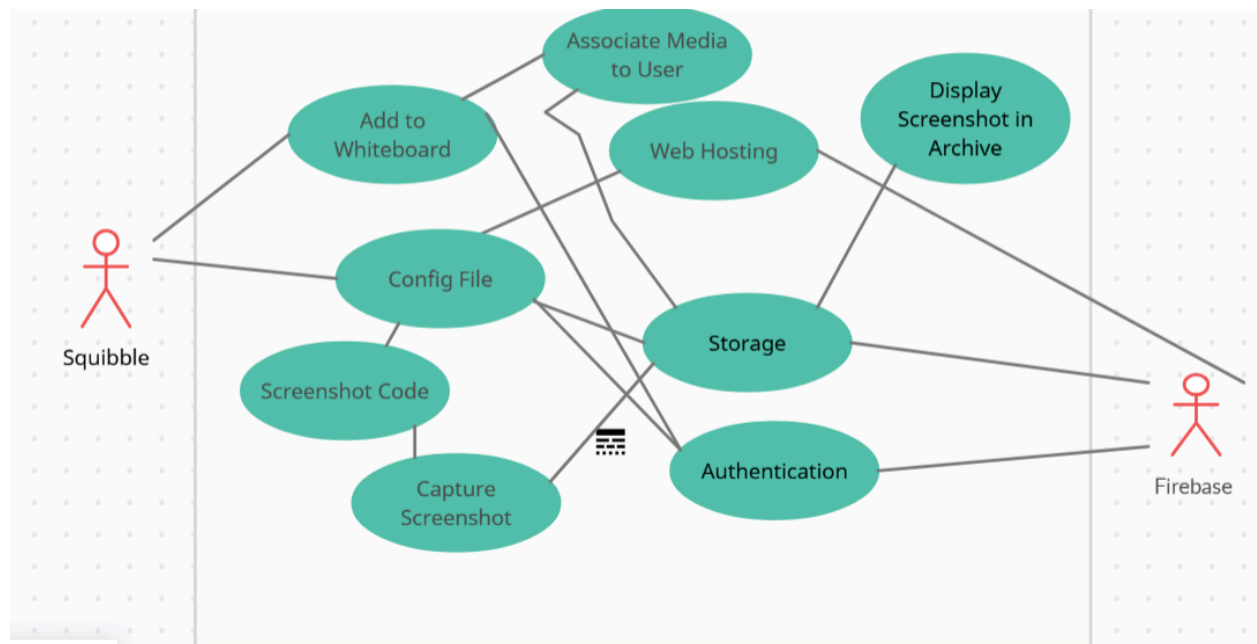 Associate Media
to User
Display
Screenshot in
Archive
Add to
Whiteboard
Web Hosting
Config File
Squibble
Storage
Screenshot Code
Authentication
Capture
Screenshot
Firebase